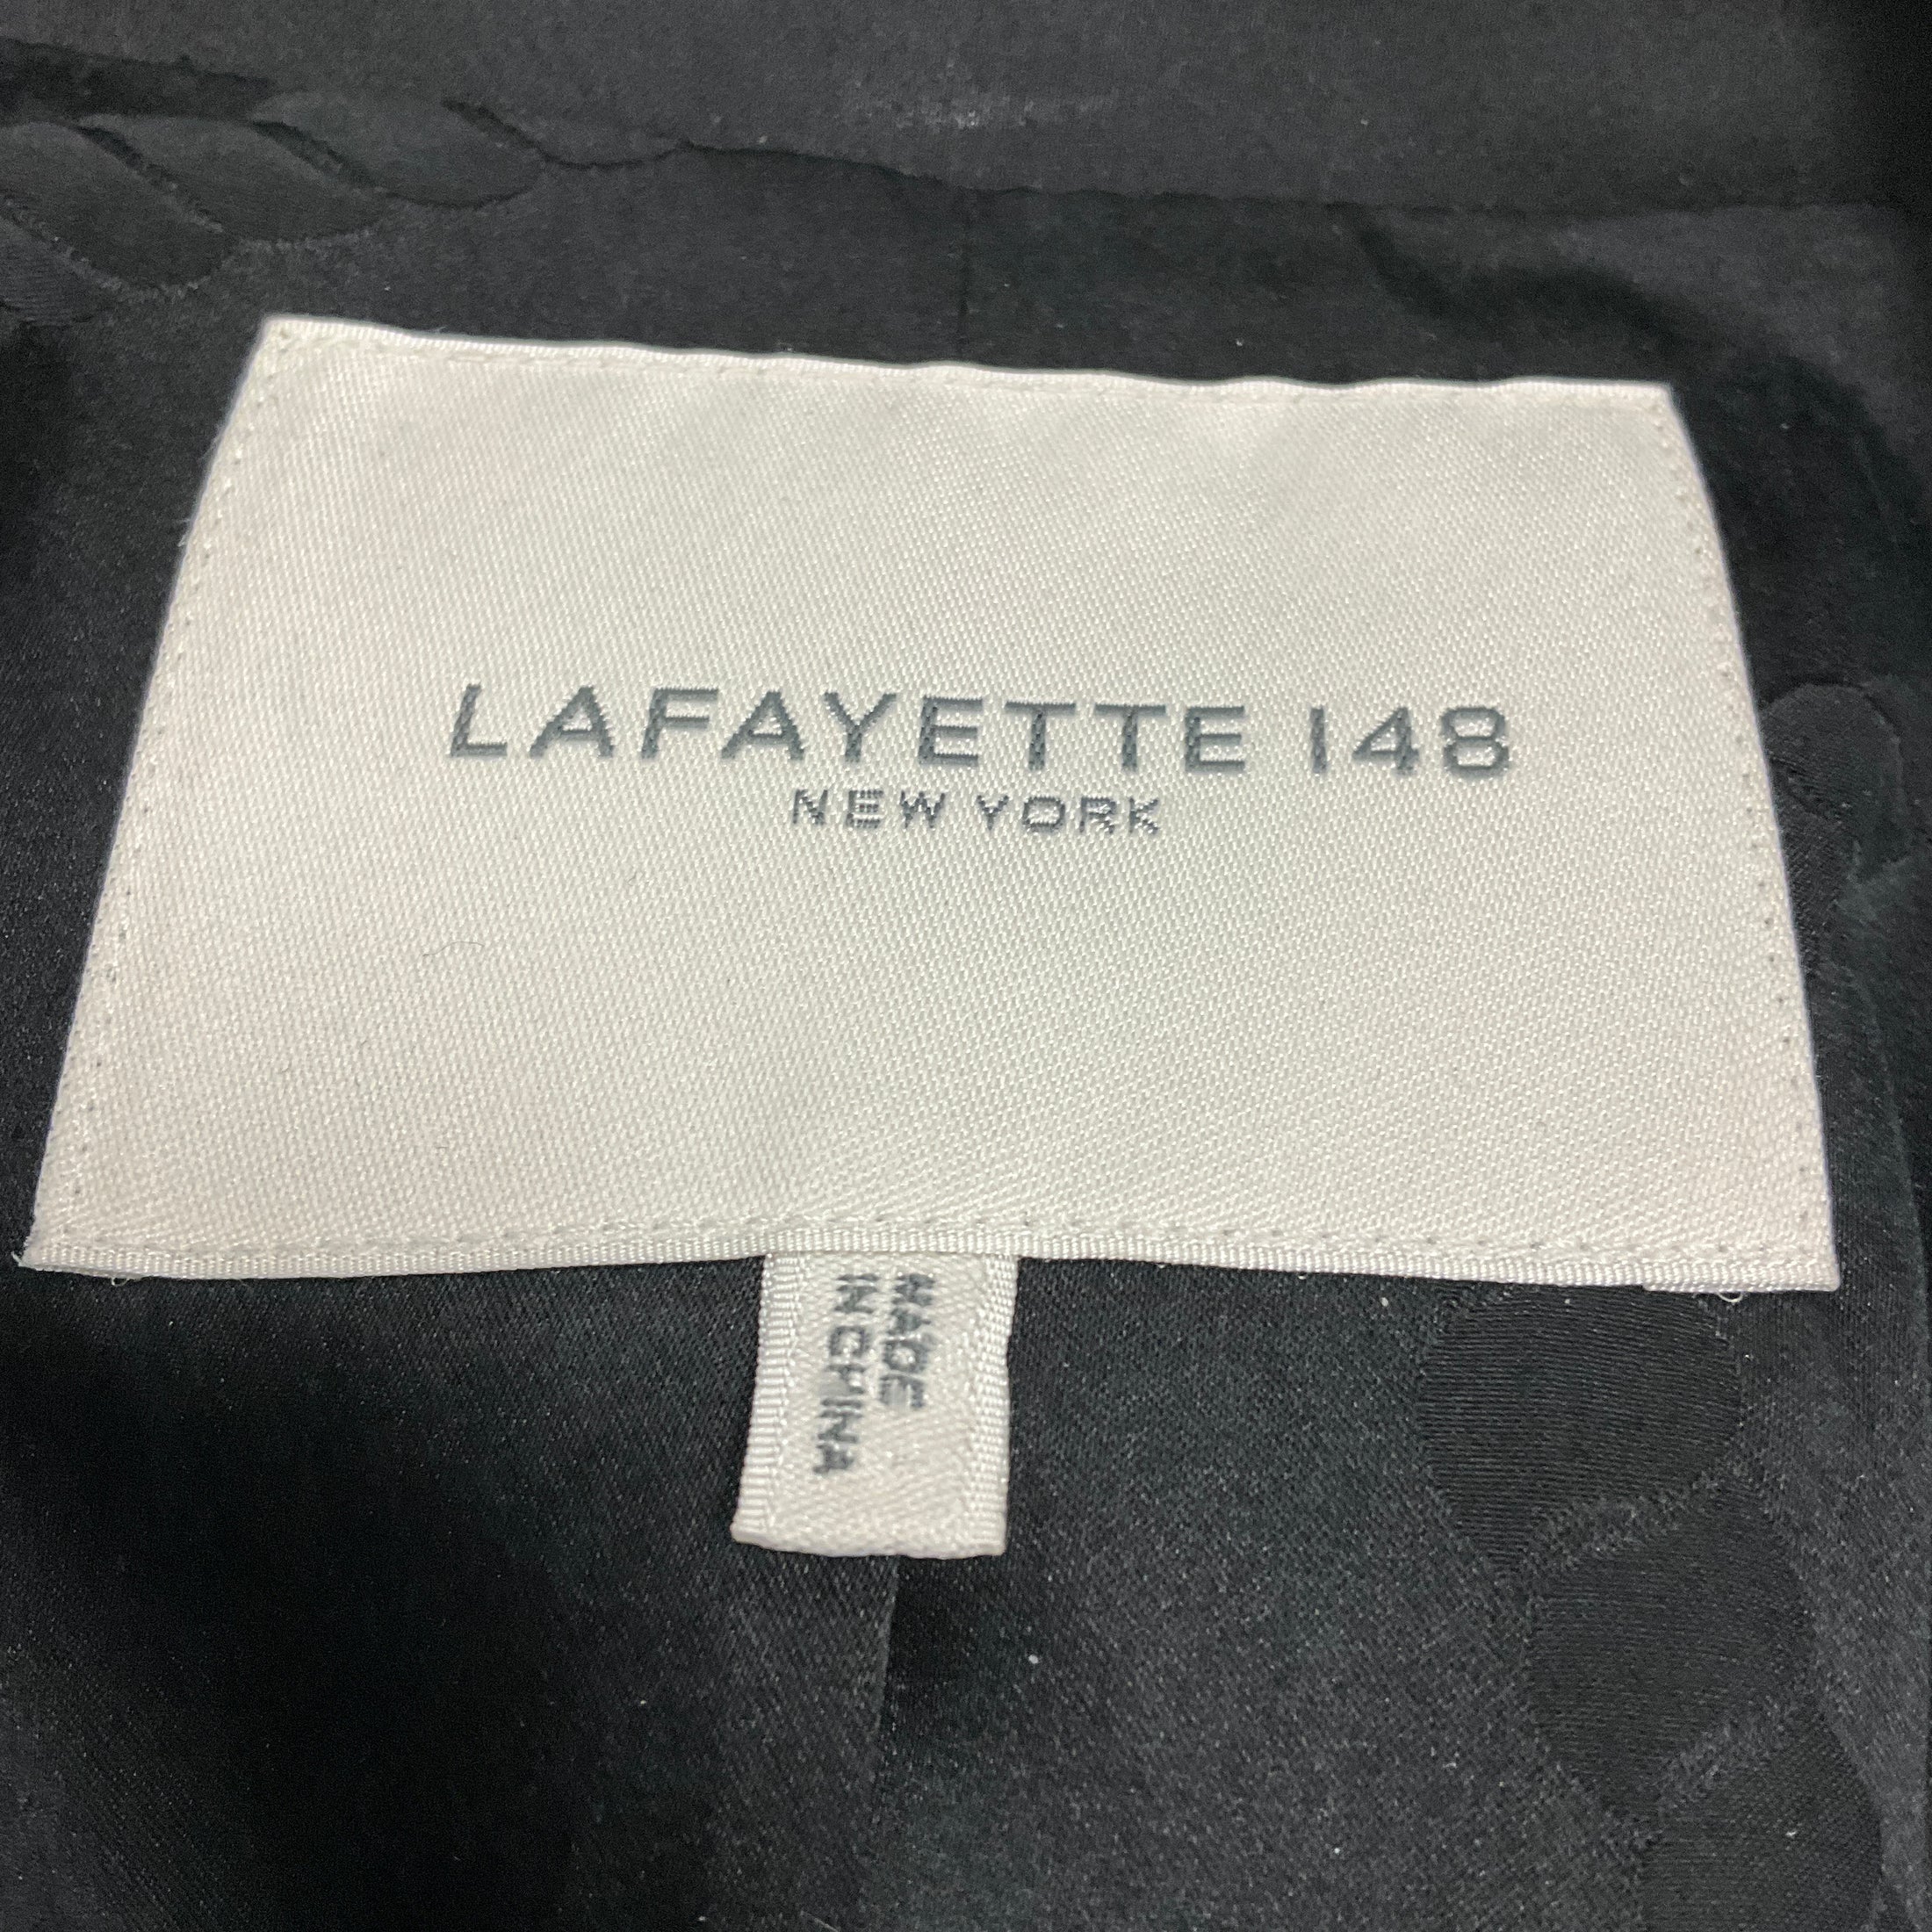 LAFAYETTE 148
NEW YORK
MADE
IN CHINA